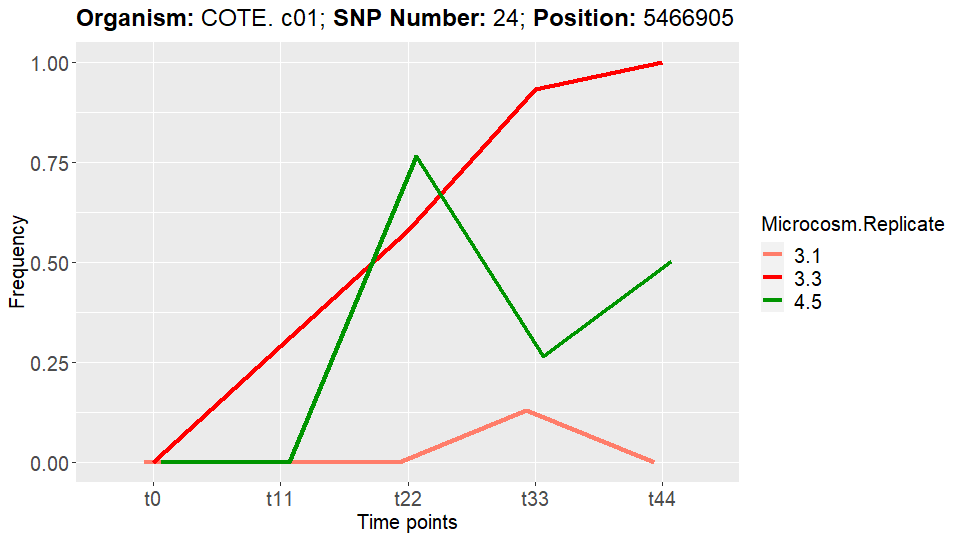 Organism: COTE. c01; SNP Number: 24; Position: 5466905
1.00
0.75
0.50
0.25
0.00
Frequency
t0 t11 t22 t33 t44
Time points
Microcosm.Replicate
3.1
3.3
4.5